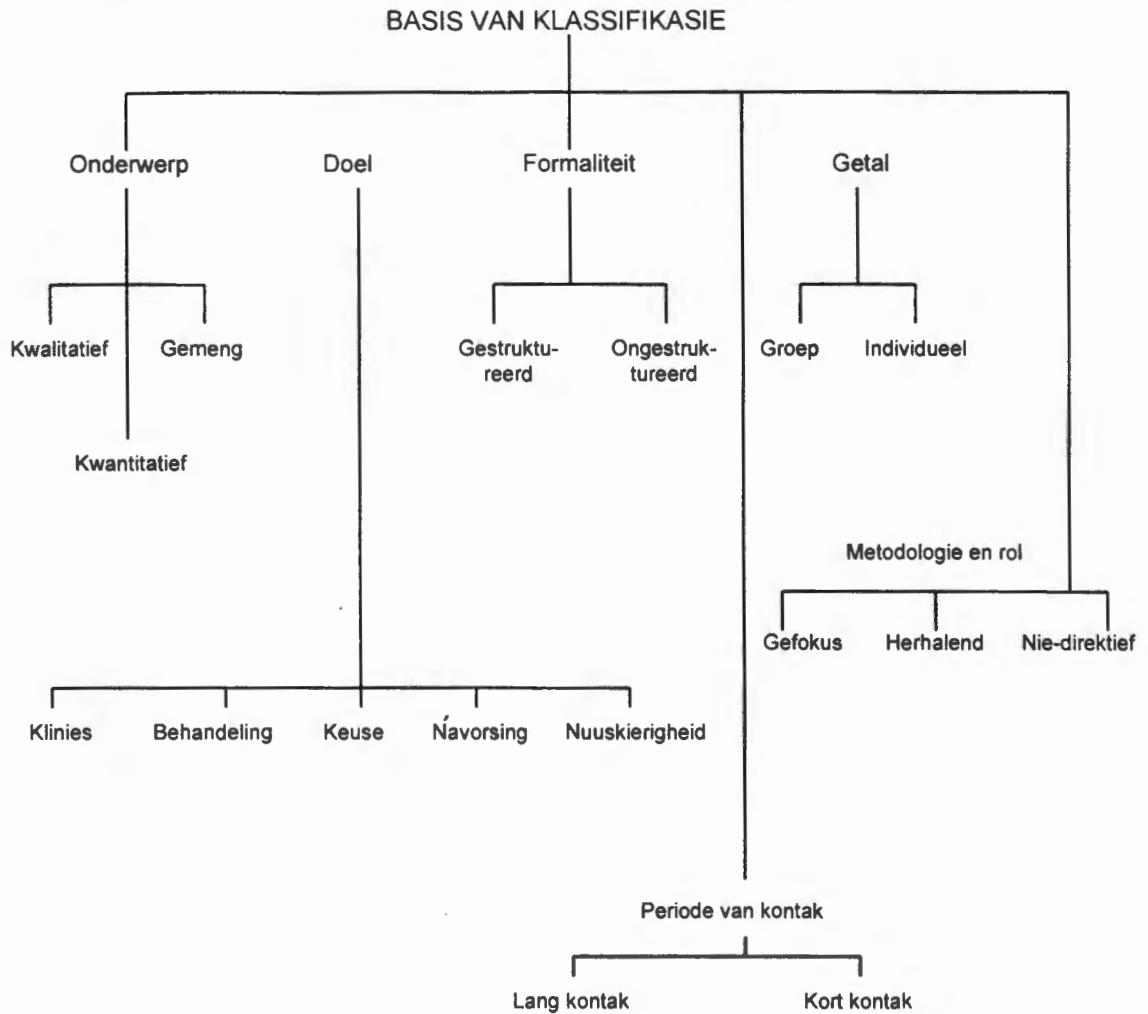 BASIS VAN KLASSIFIKASIE
Onderwerp
Doel
Formaliteit
Getal
Kwalitatief
Gemeng
Gestruktu-
reerd
Ongestruk-
tureerd
Groep
Individueel
Kwantitatief
Metodologie en rol
Gefokus
Herhalend
Nie-direktief
Klinies
Behandeling
Keuse
Navorsing
Nuuskierigheid
Periode van kontak
Lang kontak
Kort kontak